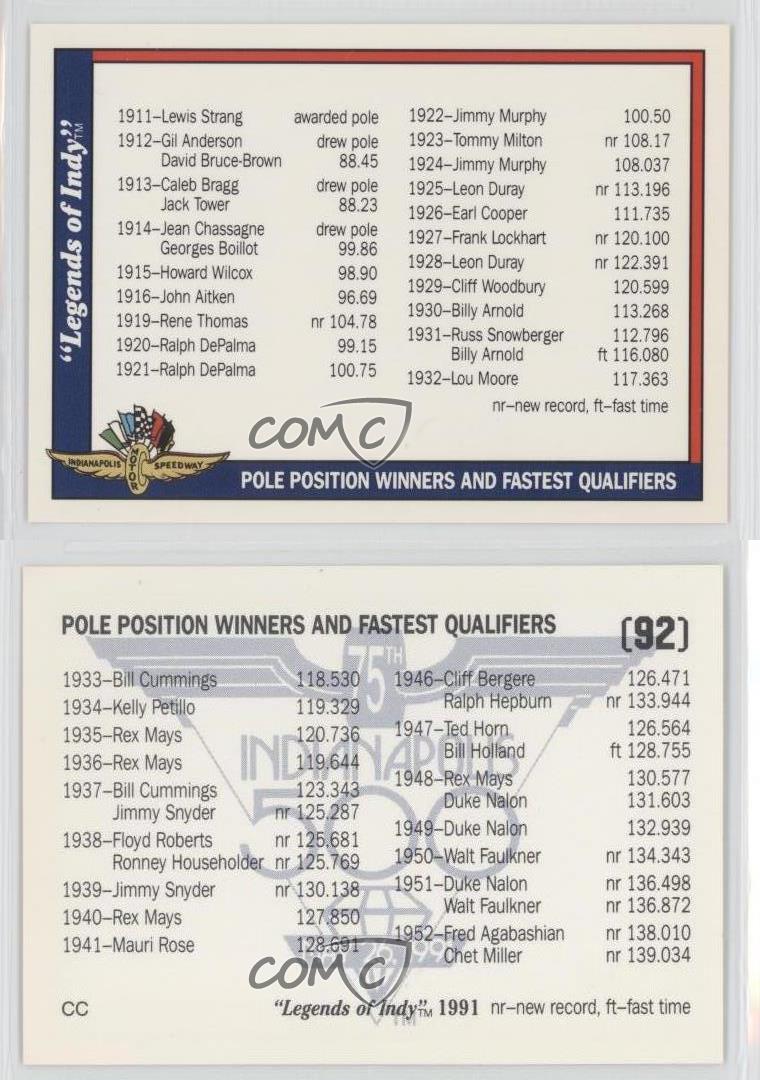 "Legends of Indy"™
1911–Lewis Strang awarded pole
1912–Gil Anderson drew pole
David Bruce-Brown 88.45
1913–Caleb Bragg drew pole
Jack Tower 88.23
1914–Jean Chassagne drew pole
Georges Boillot 99.86
1915–Howard Wilcox 98.90
1916–John Aitken 96.69
1919–Rene Thomas nr 104.78
1920–Ralph DePalma 99.15
1921–Ralph DePalma 100.75
1922–Jimmy Murphy 100.50
1923–Tommy Milton nr 108.17
1924–Jimmy Murphy 108.037
1925–Leon Duray nr 113.196
1926–Earl Cooper 111.735
1927–Frank Lockhart nr 120.100
1928–Leon Duray nr 122.391
1929–Cliff Woodbury 120.599
1930–Billy Arnold 113.268
1931–Russ Snowberger 112.796
Billy Arnold ft 116.080
1932–Lou Moore 117.363
nr–new record, ft–fast time
COMC
INDIANAPOLIS MOTOR SPEEDWAY
POLE POSITION WINNERS AND FASTEST QUALIFIERS
POLE POSITION WINNERS AND FASTEST QUALIFIERS (92)
75TH
INDIANAPOLIS
500
1933–Bill Cummings 118.530
1934–Kelly Petillo 119.329
1935–Rex Mays 120.736
1936–Rex Mays 119.644
1937–Bill Cummings 123.343
Jimmy Snyder nr 125.287
1938–Floyd Roberts nr 125.681
Ronney Householder nr 125.769
1939–Jimmy Snyder nr 130.138
1940–Rex Mays 127.850
1941–Mauri Rose 128.691
1946–Cliff Bergere 126.471
Ralph Hepburn nr 133.944
1947–Ted Horn 126.564
Bill Holland ft 128.755
1948–Rex Mays 130.577
Duke Nalon 131.603
1949–Duke Nalon 132.939
1950–Walt Faulkner nr 134.343
1951–Duke Nalon nr 136.498
Walt Faulkner nr 136.872
1952–Fred Agabashian nr 138.010
Chet Miller nr 139.034
COMC
CC "Legends of Indy"™ 1991 nr–new record, ft–fast time
TM